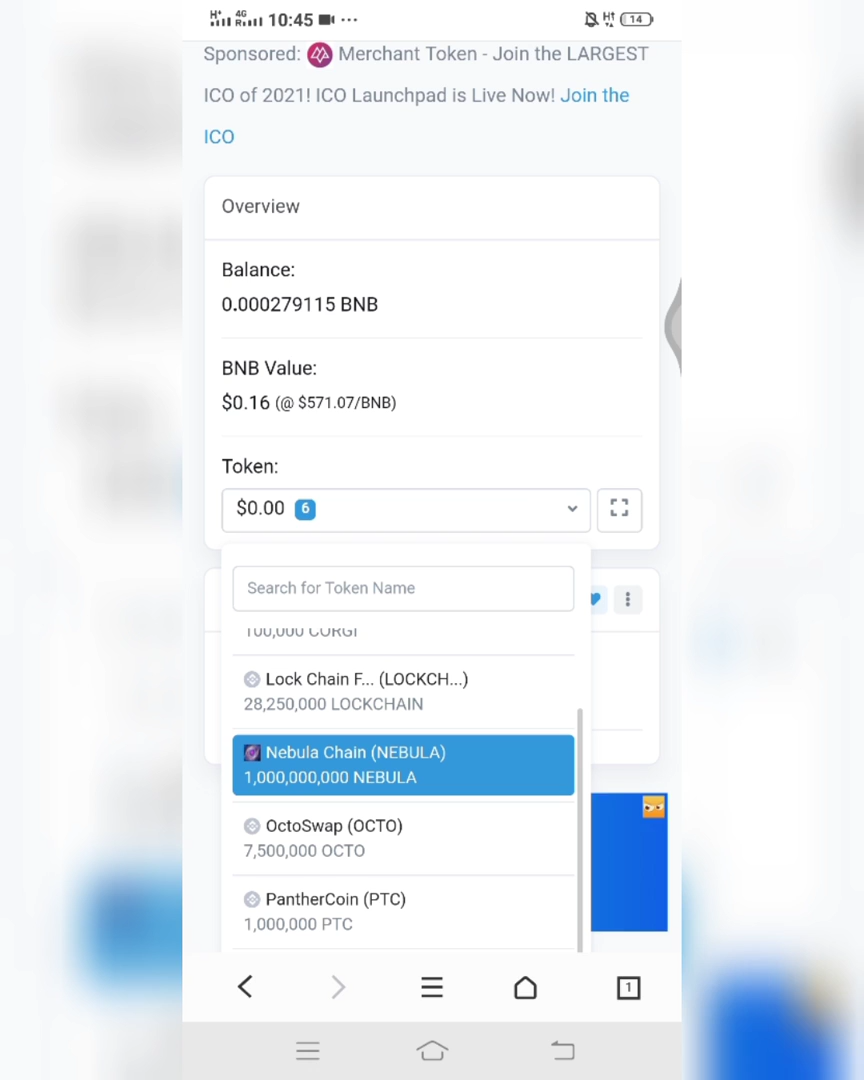 10:45
14
Sponsored: Merchant Token - Join the LARGEST
ICO of 2021! ICO Launchpad is Live Now! Join the
ICO
Overview
Balance:
0.000279115 BNB
BNB Value:
$0.16 (@ $571.07/BNB)
Token:
$0.00 6
Search for Token Name
100,000 CORGI
Lock Chain F... (LOCKCH...)
28,250,000 LOCKCHAIN
Nebula Chain (NEBULA)
1,000,000,000 NEBULA
OctoSwap (OCTO)
7,500,000 OCTO
PantherCoin (PTC)
1,000,000 PTC
1